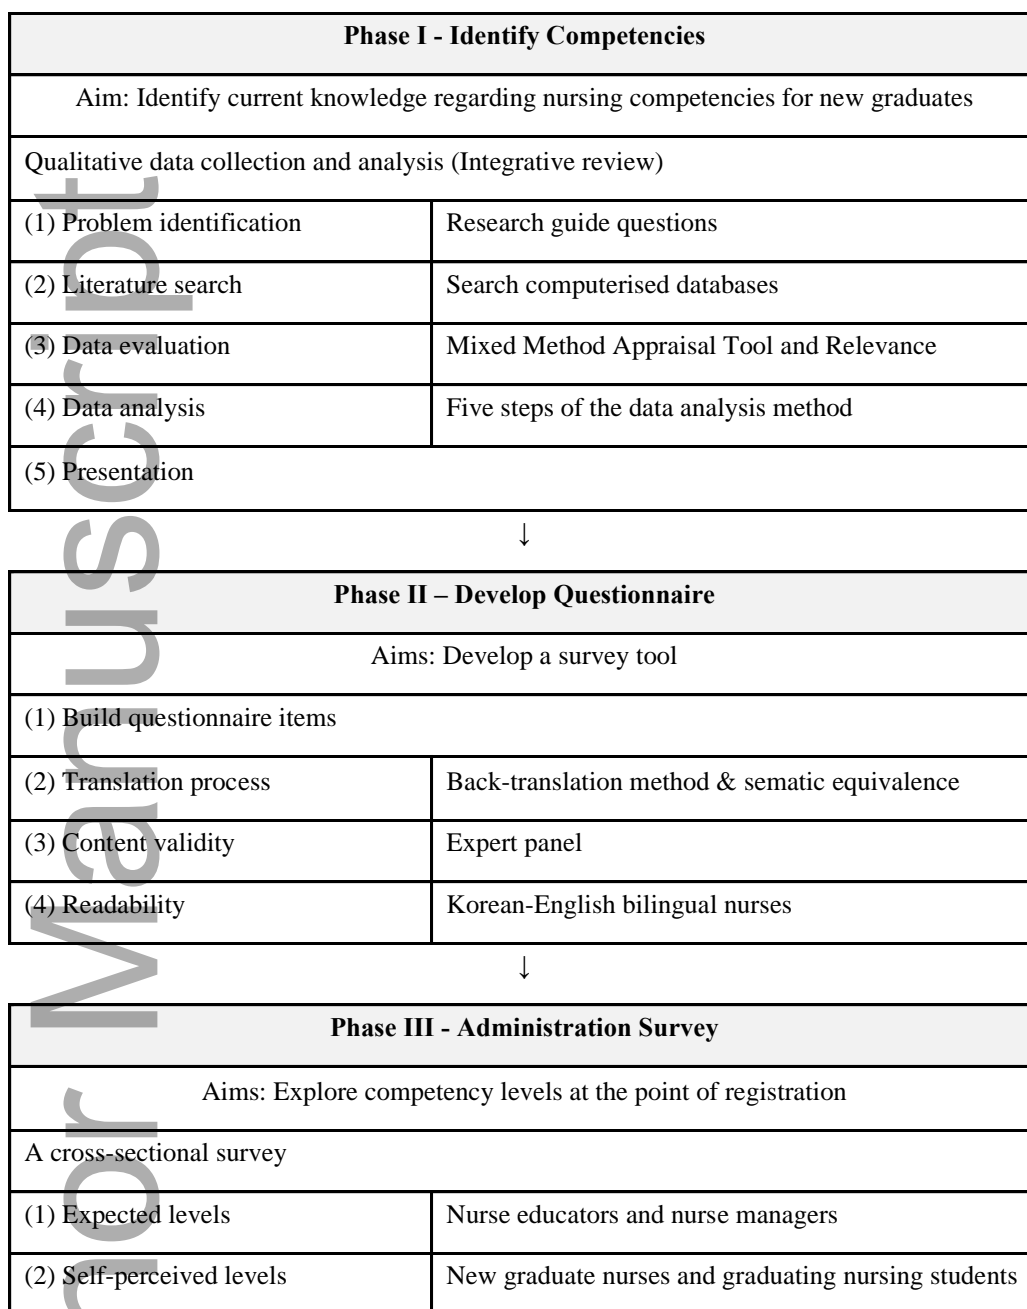 Phase I - Identify Competencies
Aim: Identify current knowledge regarding nursing competencies for new graduates
Qualitative data collection and analysis (Integrative review)
(1) Problem identification Research guide questions
(2) Literature search Search computerised databases
(3) Data evaluation Mixed Method Appraisal Tool and Relevance
(4) Data analysis Five steps of the data analysis method
(5) Presentation
↓
Phase II – Develop Questionnaire
Aims: Develop a survey tool
(1) Build questionnaire items
(2) Translation process Back-translation method & sematic equivalence
(3) Content validity Expert panel
(4) Readability Korean-English bilingual nurses
↓
Phase III - Administration Survey
Aims: Explore competency levels at the point of registration
A cross-sectional survey
(1) Expected levels Nurse educators and nurse managers
(2) Self-perceived levels New graduate nurses and graduating nursing students
Manuscript